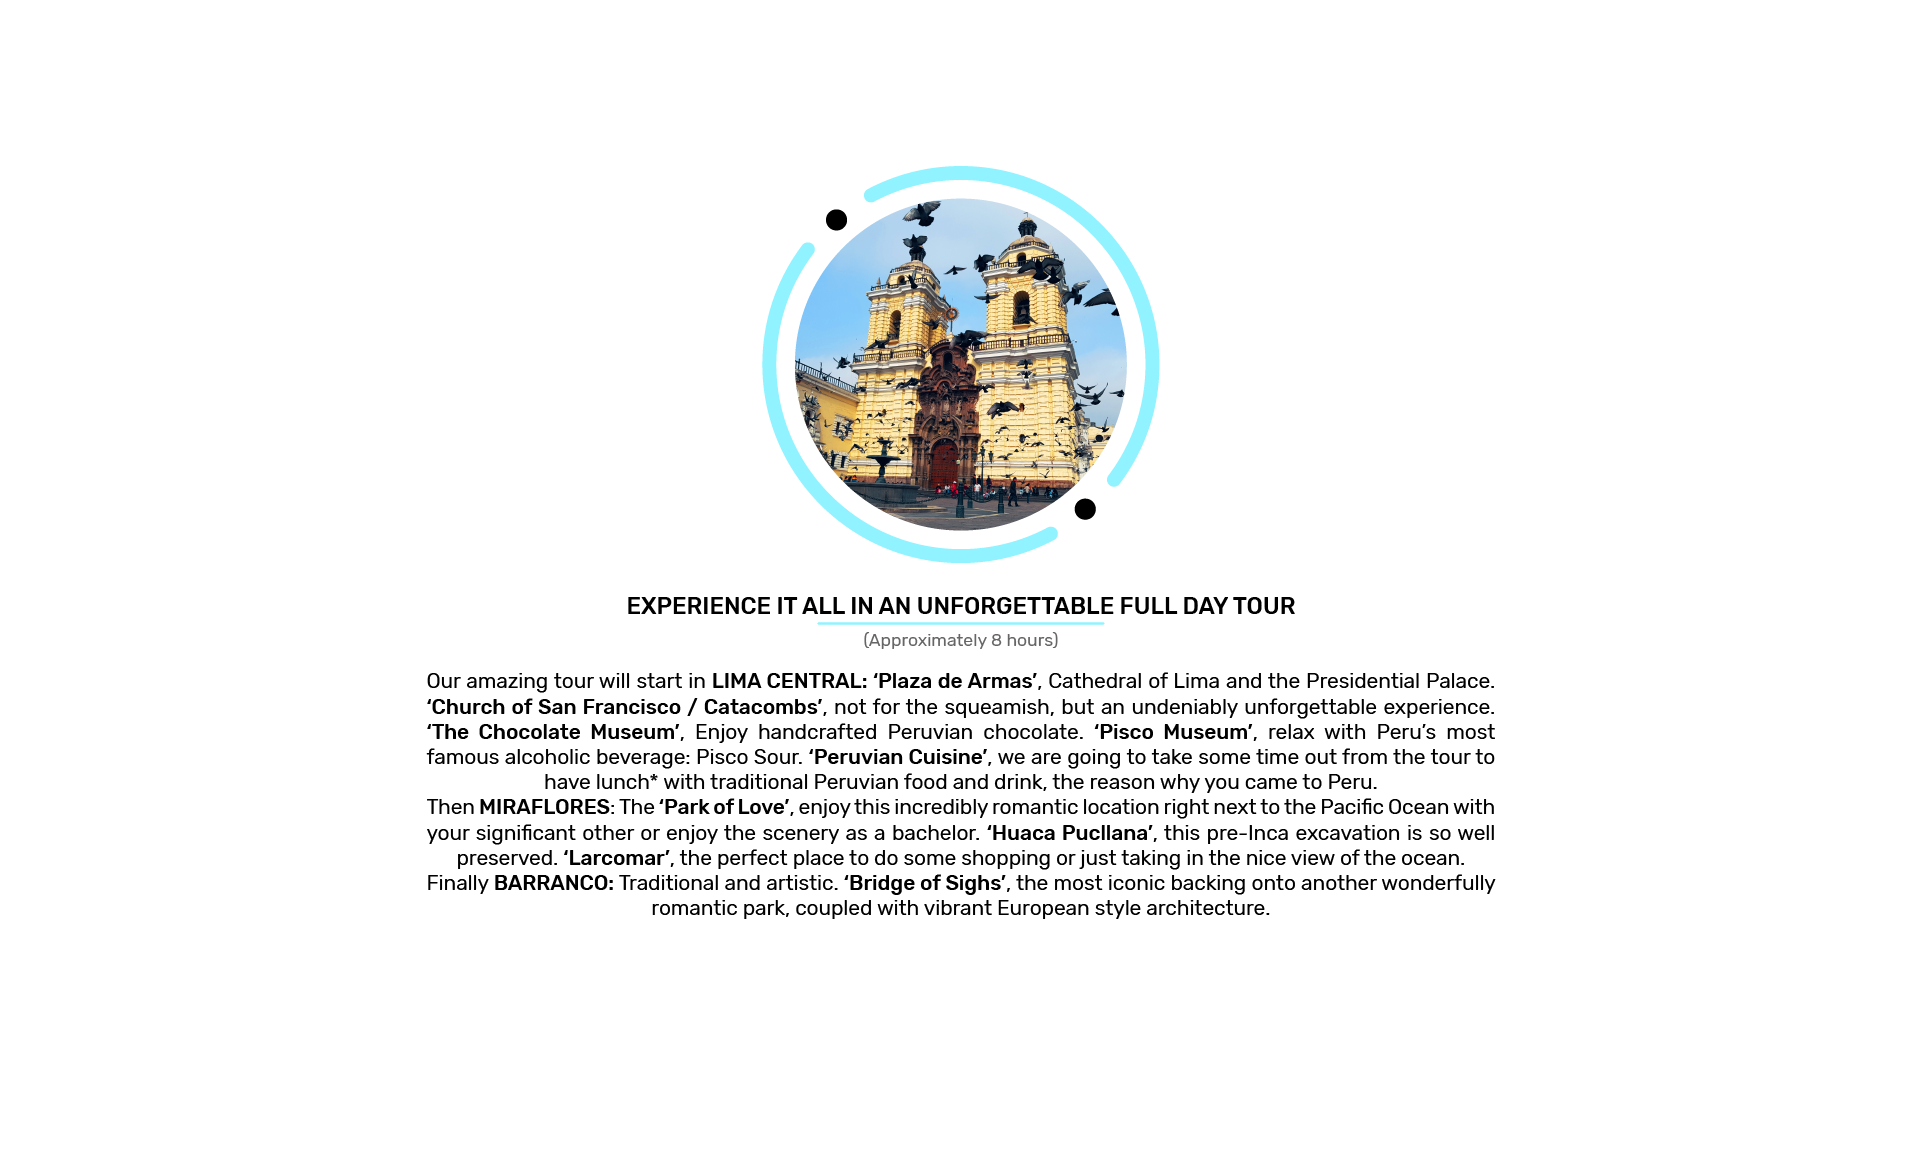 EXPERIENCE IT ALL IN AN UNFORGETTABLE FULL DAY TOUR
(Approximately 8 hours)
Our amazing tour will start in LIMA CENTRAL: ‘Plaza de Armas’, Cathedral of Lima and the Presidential Palace.
‘Church of San Francisco / Catacombs’, not for the squeamish, but an undeniably unforgettable experience.
‘The Chocolate Museum’, Enjoy handcrafted Peruvian chocolate. ‘Pisco Museum’, relax with Peru’s most
famous alcoholic beverage: Pisco Sour. ‘Peruvian Cuisine’, we are going to take some time out from the tour to
have lunch* with traditional Peruvian food and drink, the reason why you came to Peru.
Then MIRAFLORES: The ‘Park of Love’, enjoy this incredibly romantic location right next to the Pacific Ocean with
your significant other or enjoy the scenery as a bachelor. ‘Huaca Pucllana’, this pre-Inca excavation is so well
preserved. ‘Larcomar’, the perfect place to do some shopping or just taking in the nice view of the ocean.
Finally BARRANCO: Traditional and artistic. ‘Bridge of Sighs’, the most iconic backing onto another wonderfully
romantic park, coupled with vibrant European style architecture.